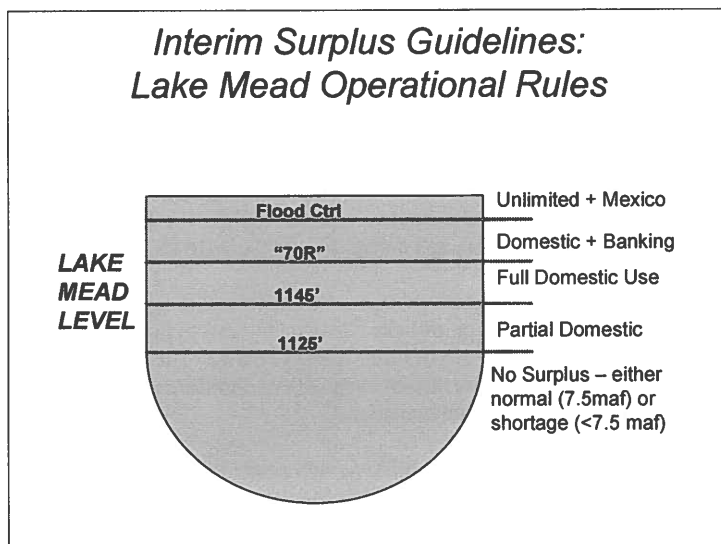 Interim Surplus Guidelines:
Lake Mead Operational Rules
Flood Ctrl
Unlimited + Mexico
"70R"
Domestic + Banking
LAKE
MEAD
LEVEL
1145'
Full Domestic Use
1125'
Partial Domestic
No Surplus – either
normal (7.5maf) or
shortage (<7.5 maf)